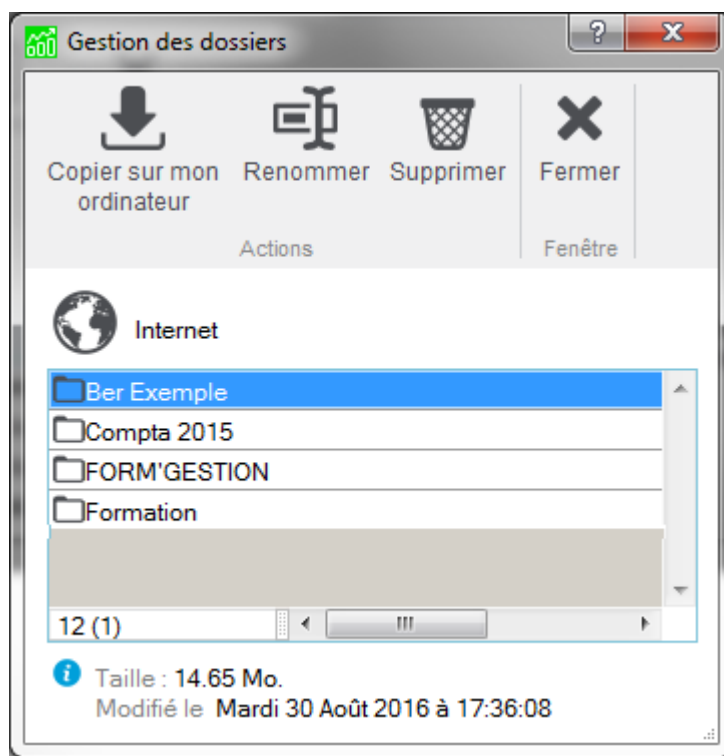 Gestion des dossiers
?
Copier sur mon
ordinateur
Renommer
Supprimer
Fermer
Actions
Fenêtre
Internet
Ber Exemple
Compta 2015
FORM'GESTION
Formation
12 (1)
Taille : 14.65 Mo.
Modifié le Mardi 30 Août 2016 à 17:36:08